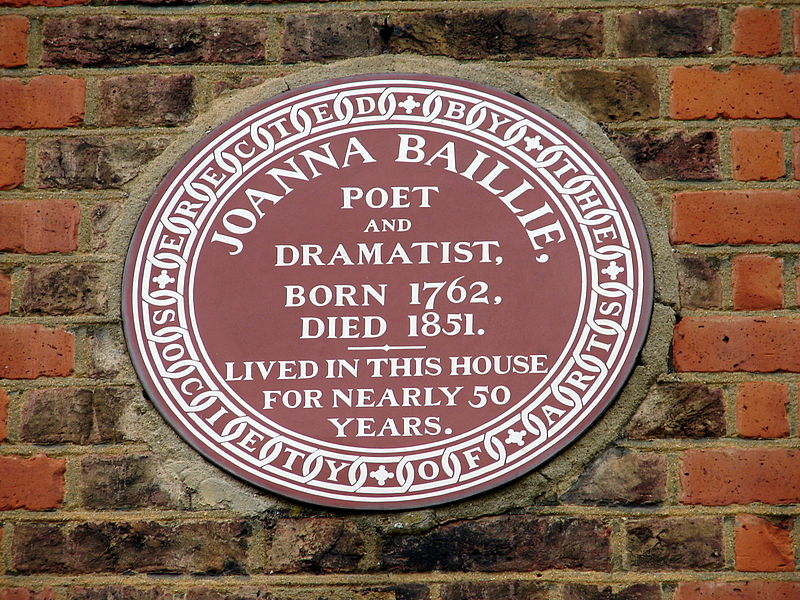 ERECTED BY THE SOCIETY OF ARTS
JOANNA BAILLIE,
POET
AND
DRAMATIST,
BORN 1762,
DIED 1851.
LIVED IN THIS HOUSE
FOR NEARLY 50
YEARS.